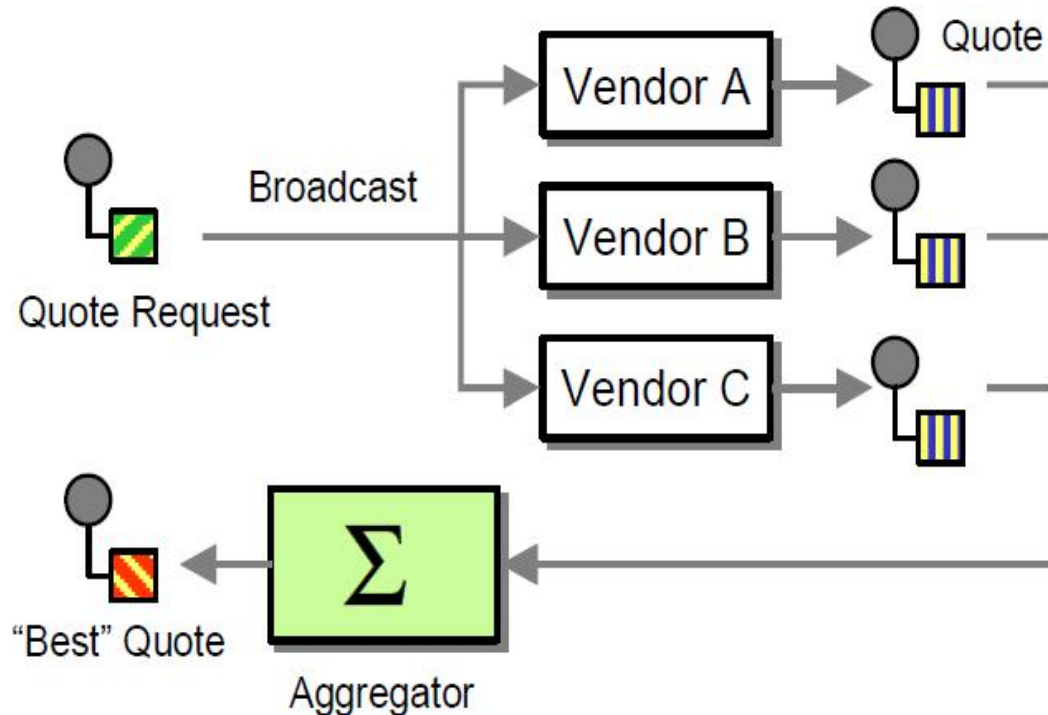 Quote
Vendor A
Broadcast
Vendor B
Quote Request
Vendor C
Σ
“Best” Quote
Aggregator